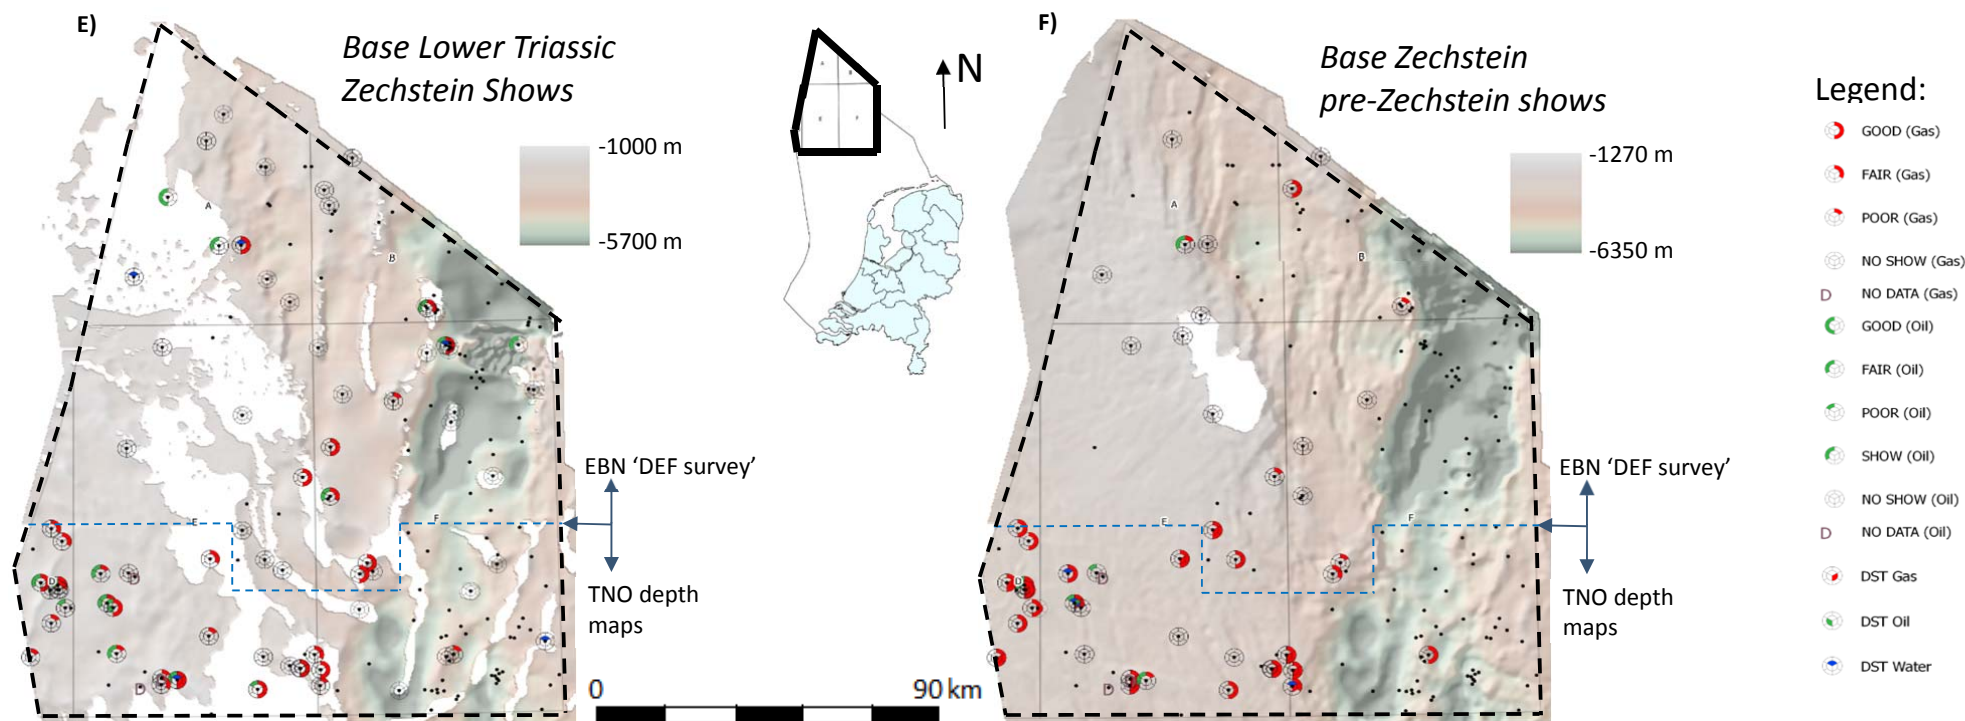 E)
Base Lower Triassic
Zechstein Shows
-1000 m
-5700 m
A
B
E
F
D
D
EBN ‘DEF survey’
TNO depth
maps
N
0
90 km
F)
Base Zechstein
pre-Zechstein shows
-1270 m
-6350 m
A
B
E
F
D
D
D
EBN ‘DEF survey’
TNO depth
maps
Legend:
GOOD (Gas)
FAIR (Gas)
POOR (Gas)
NO SHOW (Gas)
D NO DATA (Gas)
GOOD (Oil)
FAIR (Oil)
POOR (Oil)
SHOW (Oil)
NO SHOW (Oil)
D NO DATA (Oil)
DST Gas
DST Oil
DST Water